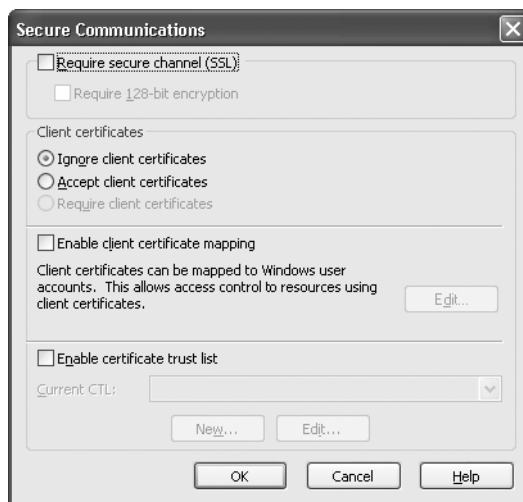 Secure Communications
Require secure channel (SSL)
Require 128-bit encryption
Client certificates
Ignore client certificates
Accept client certificates
Require client certificates
Enable client certificate mapping
Client certificates can be mapped to Windows user
accounts. This allows access control to resources using
client certificates.
Edit...
Enable certificate trust list
Current CTL:
New...
Edit...
OK
Cancel
Help